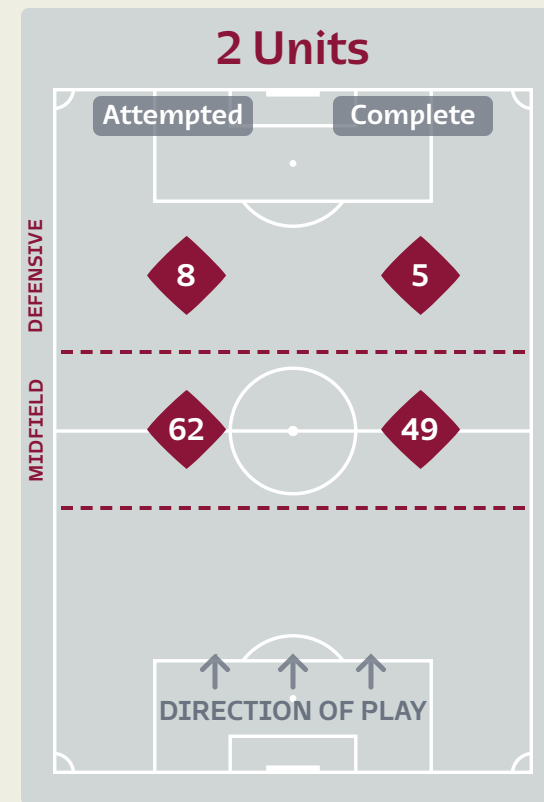 2 Units
Attempted
Complete
DEFENSIVE
8
5
MIDFIELD
62
49
DIRECTION OF PLAY